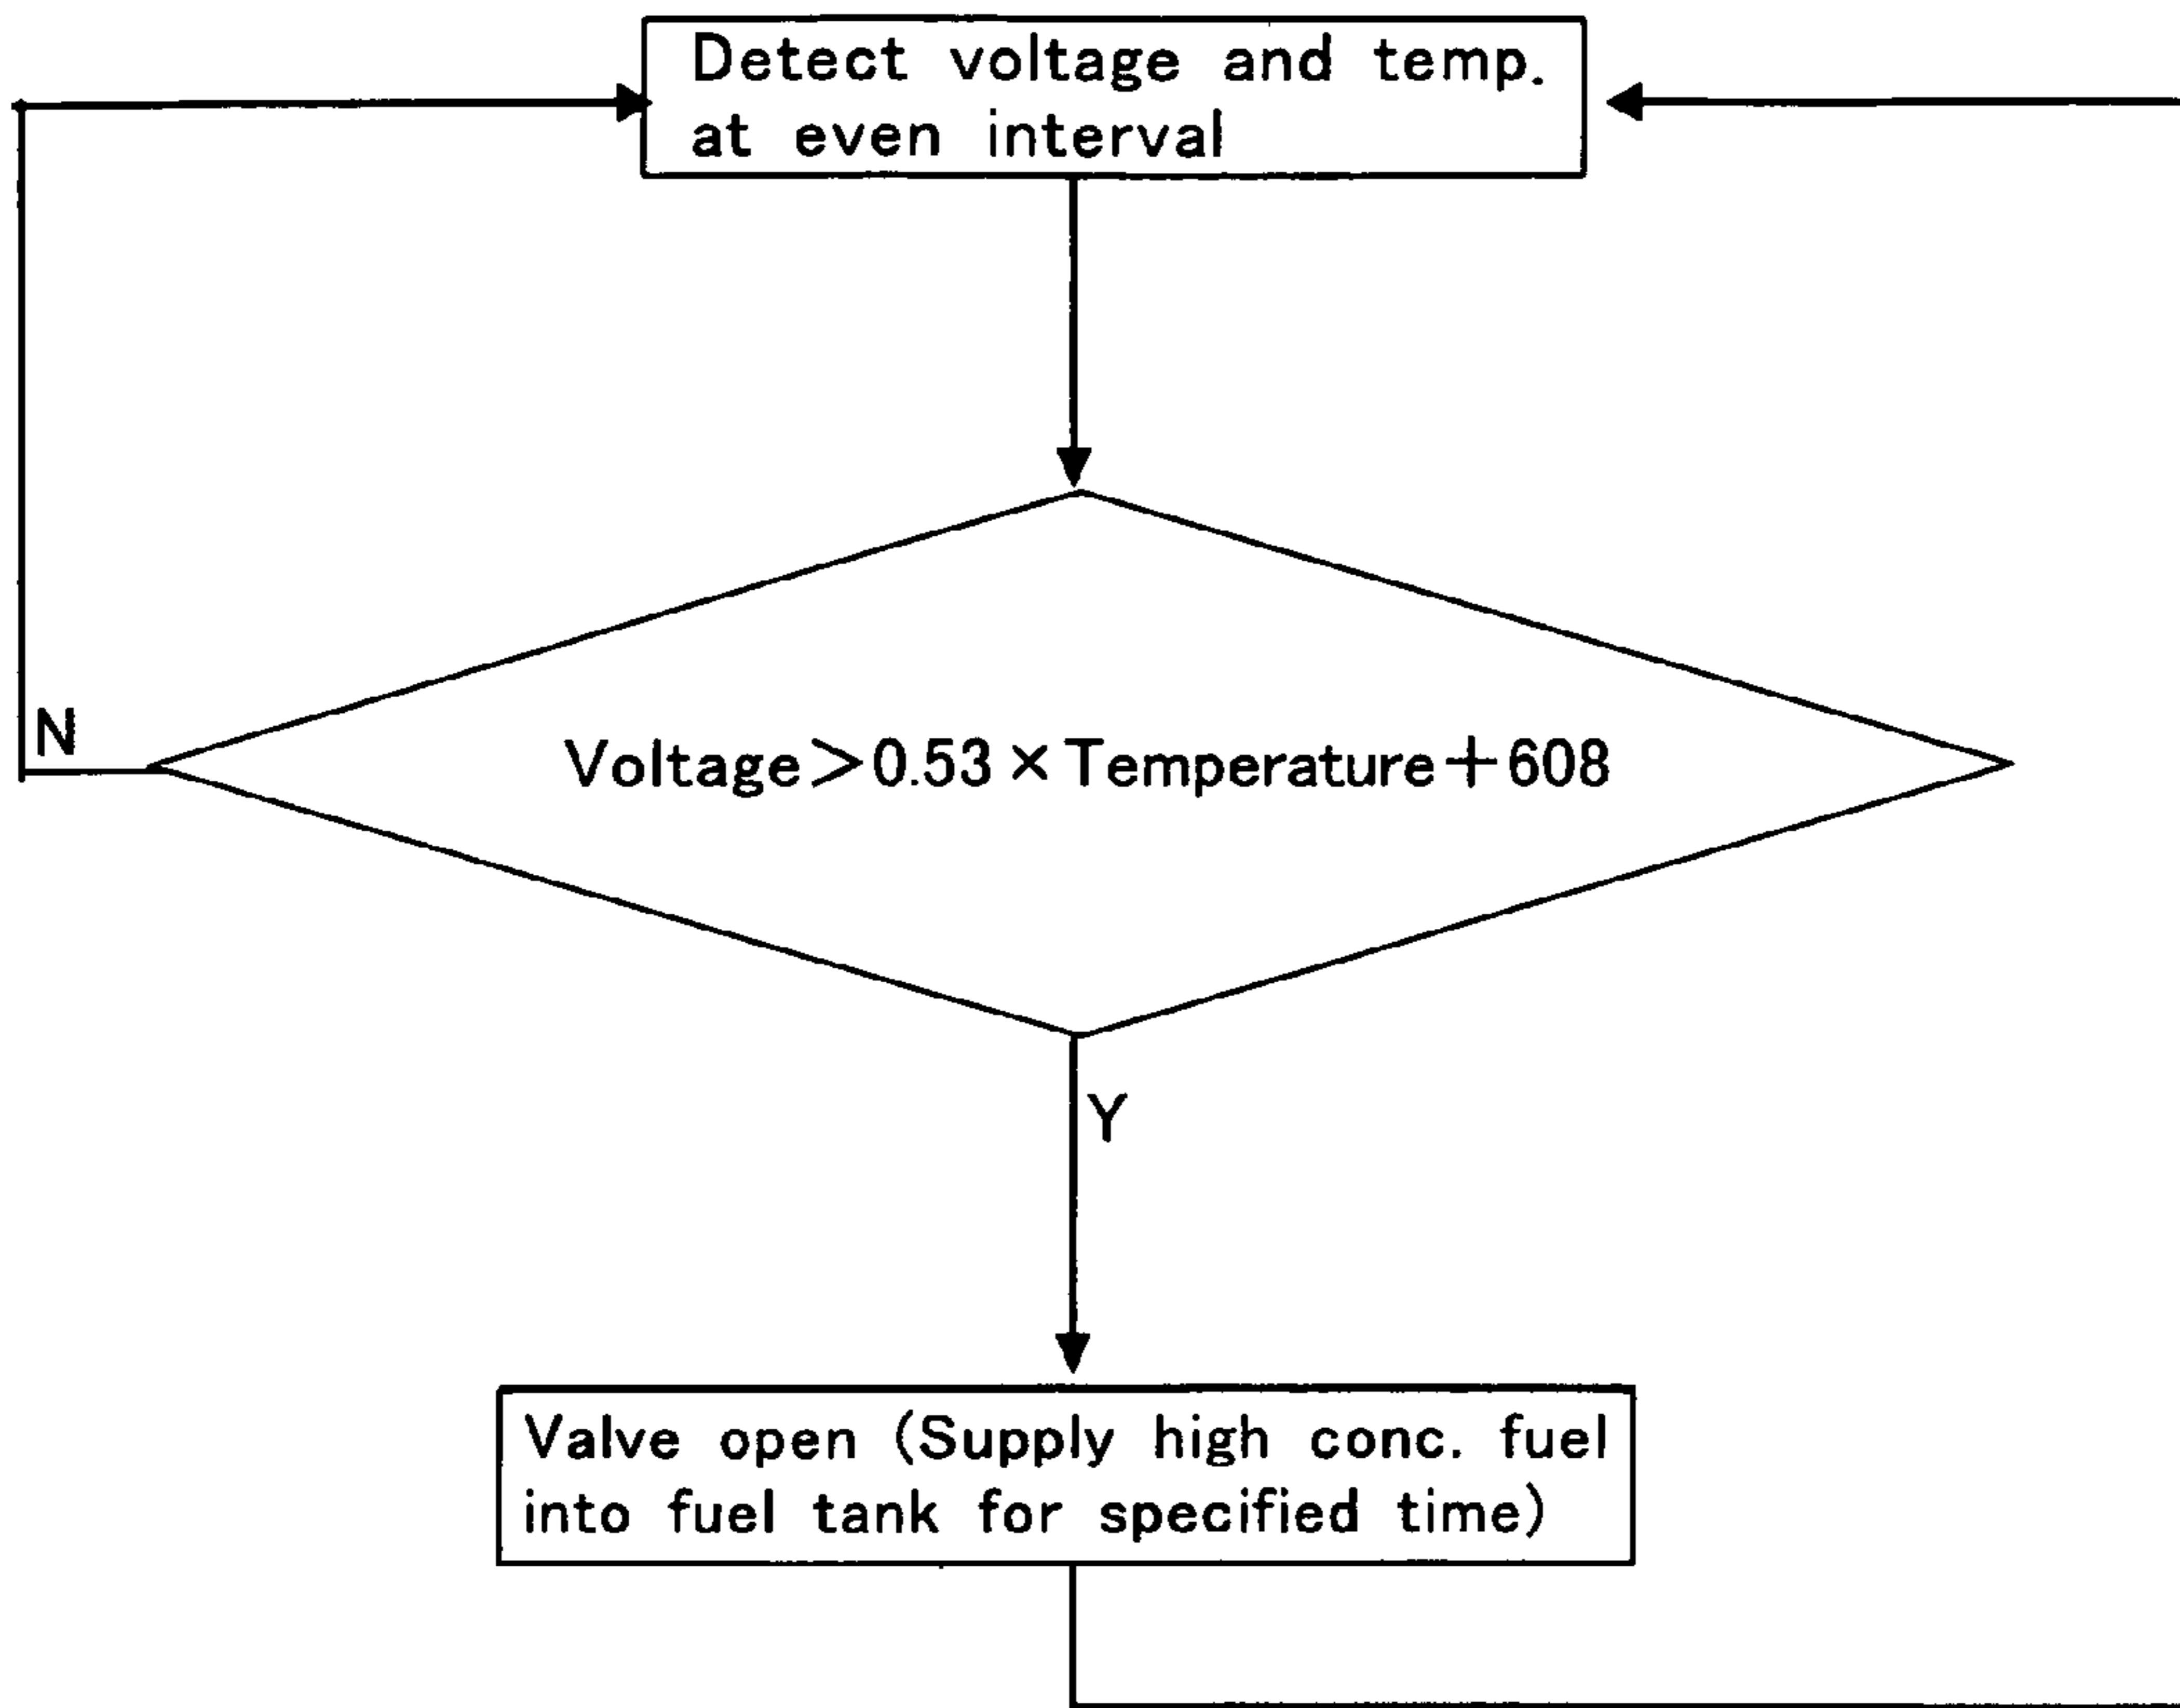 Detect voltage and temp.
at even interval
N
Voltage>0.53×Temperature+608
Y
Valve open (Supply high conc. fuel
into fuel tank for specified time)